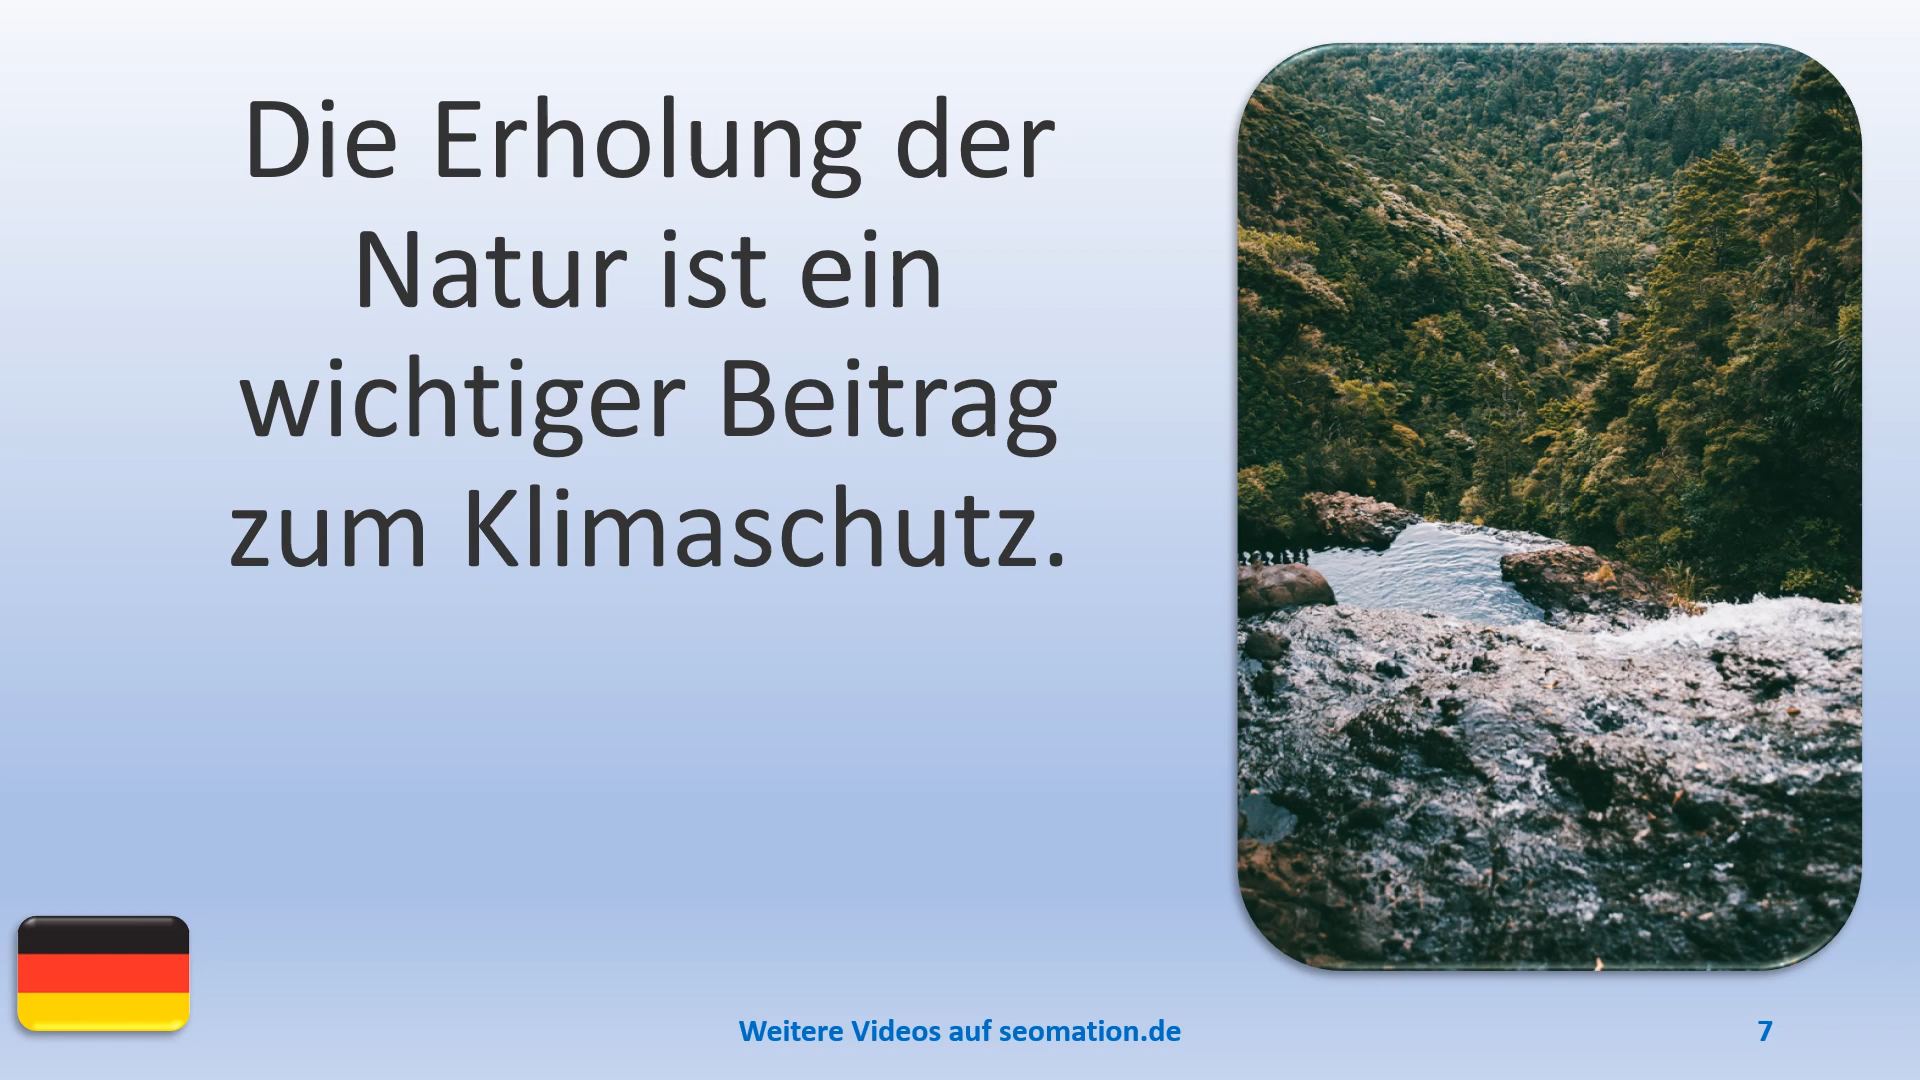 Die Erholung der
Natur ist ein
wichtiger Beitrag
zum Klimaschutz.
Weitere Videos auf seomation.de
7